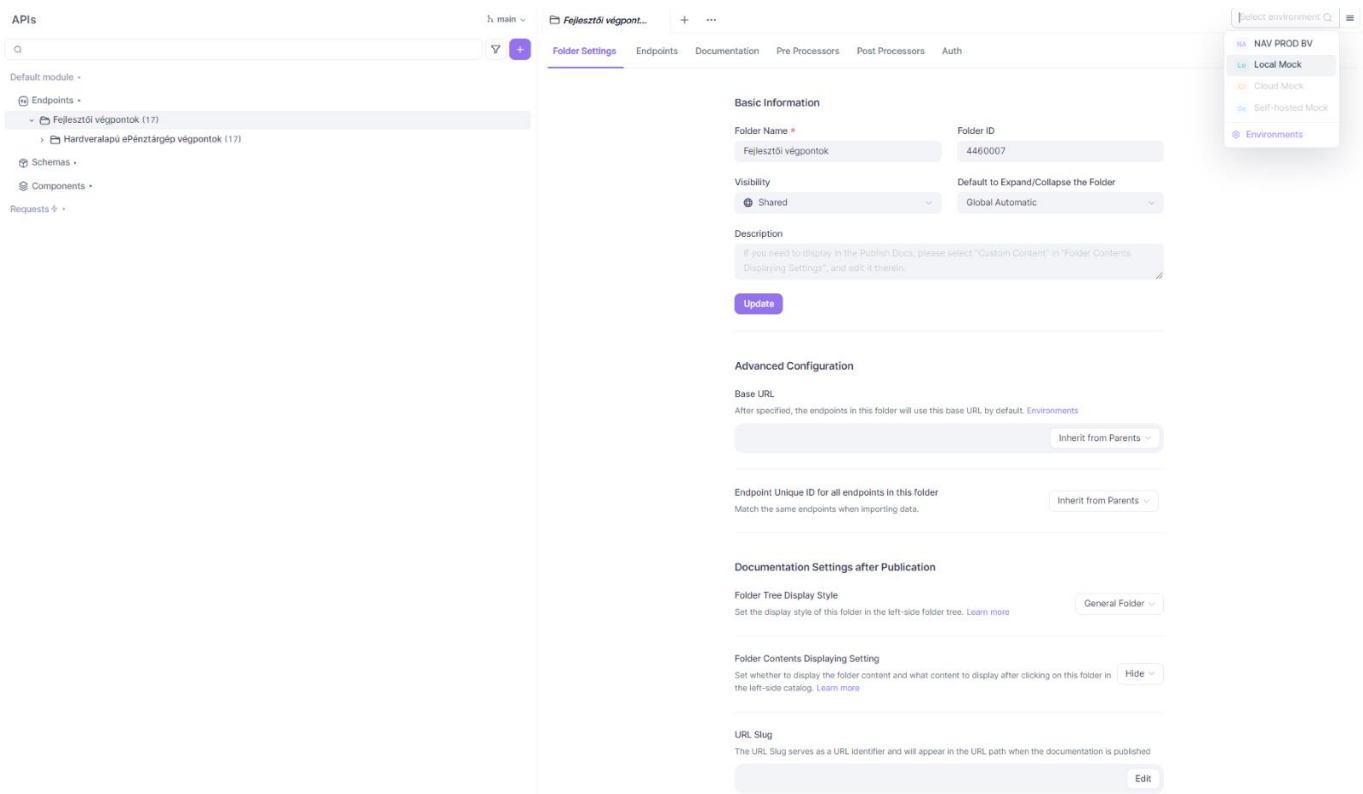 APIs
main
Fejlesztői végpont...
Select environment
Default module
Endpoints
Fejlesztői végpontok (17)
Hardveralapú ePénztárgép végpontok (17)
Schemas
Components
Requests
Folder Settings
Endpoints
Documentation
Pre Processors
Post Processors
Auth
NA NAV PROD BV
Lo Local Mock
Cl Cloud Mock
Se Self-hosted Mock
Environments
Basic Information
Folder Name *
Folder ID
Fejlesztői végpontok
4460007
Visibility
Default to Expand/Collapse the Folder
Shared
Global Automatic
Description
If you need to display in the Publish Docs, please select "Custom Content" in "Folder Contents
Displaying Settings", and edit it therein.
Update
Advanced Configuration
Base URL
After specified, the endpoints in this folder will use this base URL by default. Environments
Inherit from Parents
Endpoint Unique ID for all endpoints in this folder
Match the same endpoints when importing data.
Inherit from Parents
Documentation Settings after Publication
Folder Tree Display Style
Set the display style of this folder in the left-side folder tree. Learn more
General Folder
Folder Contents Displaying Setting
Set whether to display the folder content and what content to display after clicking on this folder in
the left-side catalog. Learn more
Hide
URL Slug
The URL Slug serves as a URL identifier and will appear in the URL path when the documentation is published
Edit